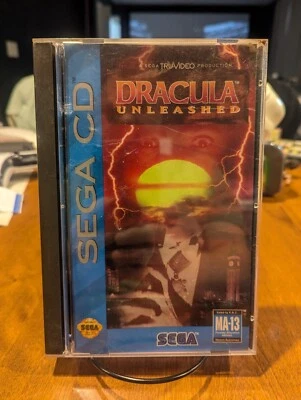 SEGA TRUVIDEO PRODUCTION
DRACULA
UNLEASHED
SEGA CD
MA-13
SEGA
SEGA